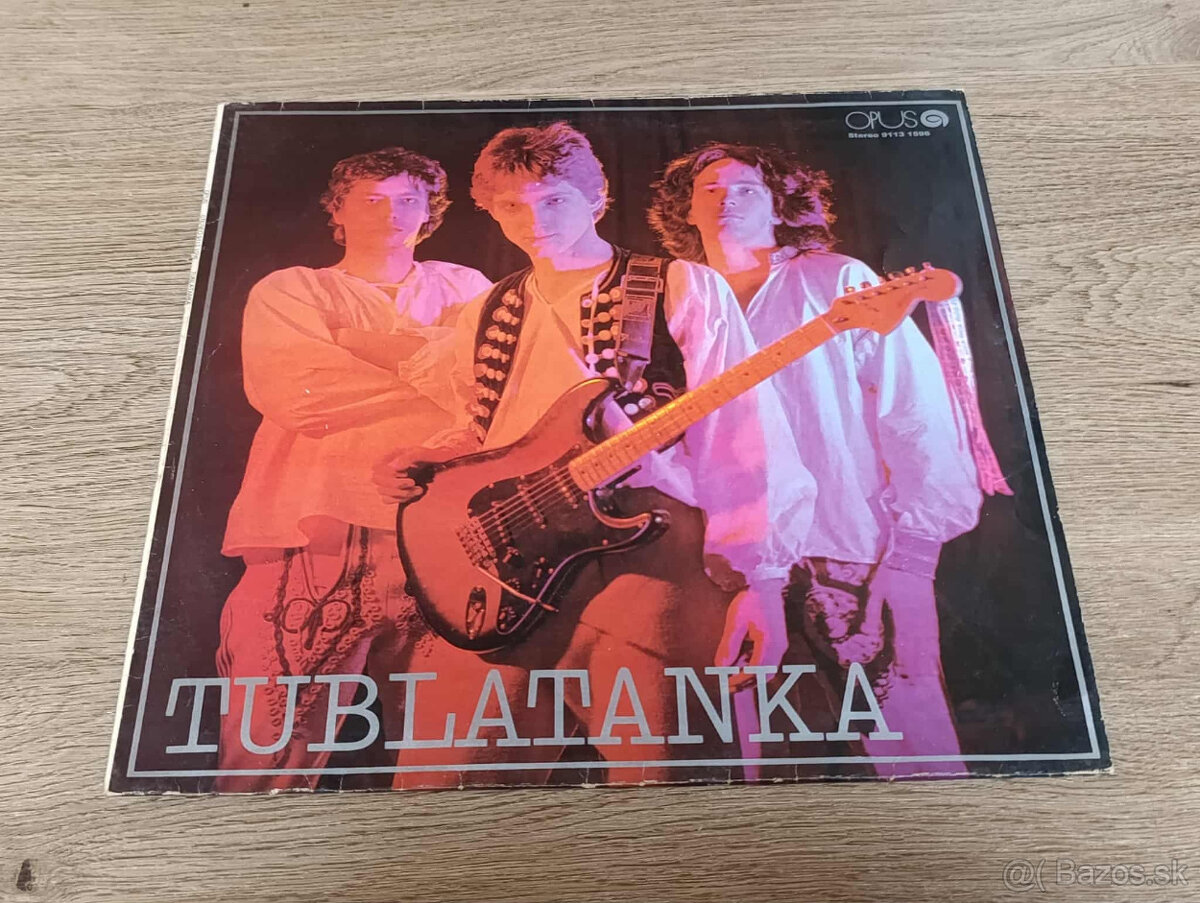 OPUS
Stereo 9113 1596
TUBLATANKA
@( Bazos.sk